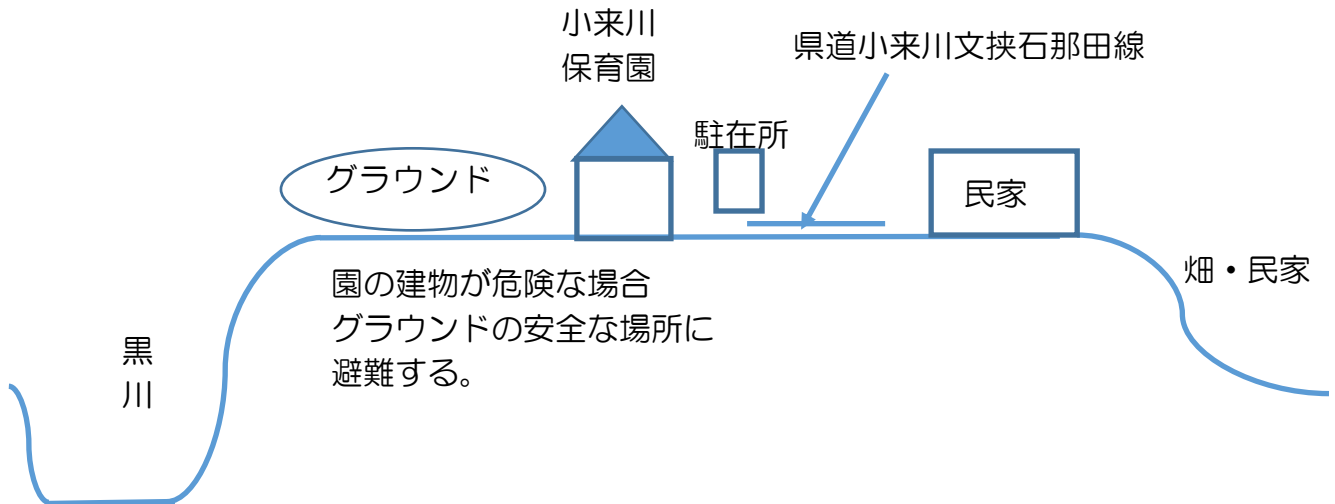 小来川
保育園
県道小来川文挟石那田線
駐在所
グラウンド
民家
園の建物が危険な場合
グラウンドの安全な場所に
避難する。
畑・民家
黒
川